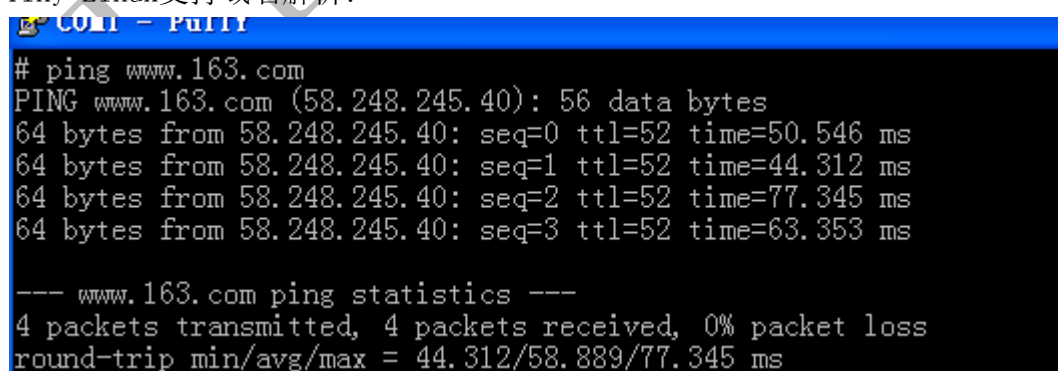 COM1 - PuTTY
# ping www.163.com
PING www.163.com (58.248.245.40): 56 data bytes
64 bytes from 58.248.245.40: seq=0 ttl=52 time=50.546 ms
64 bytes from 58.248.245.40: seq=1 ttl=52 time=44.312 ms
64 bytes from 58.248.245.40: seq=2 ttl=52 time=77.345 ms
64 bytes from 58.248.245.40: seq=3 ttl=52 time=63.353 ms
--- www.163.com ping statistics ---
4 packets transmitted, 4 packets received, 0% packet loss
round-trip min/avg/max = 44.312/58.889/77.345 ms